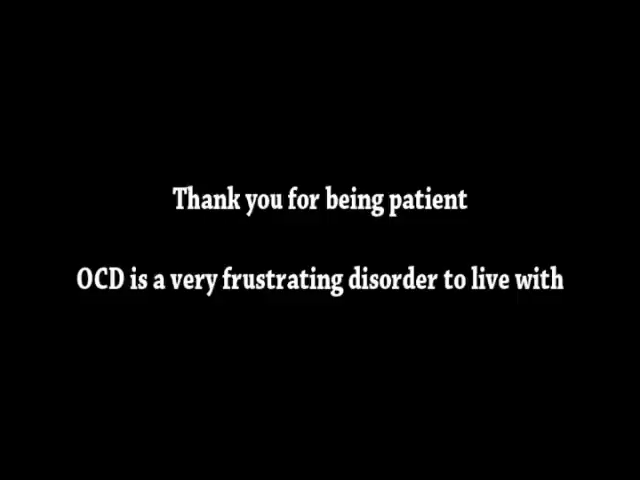 Thank you for being patient
OCD is a very frustrating disorder to live with